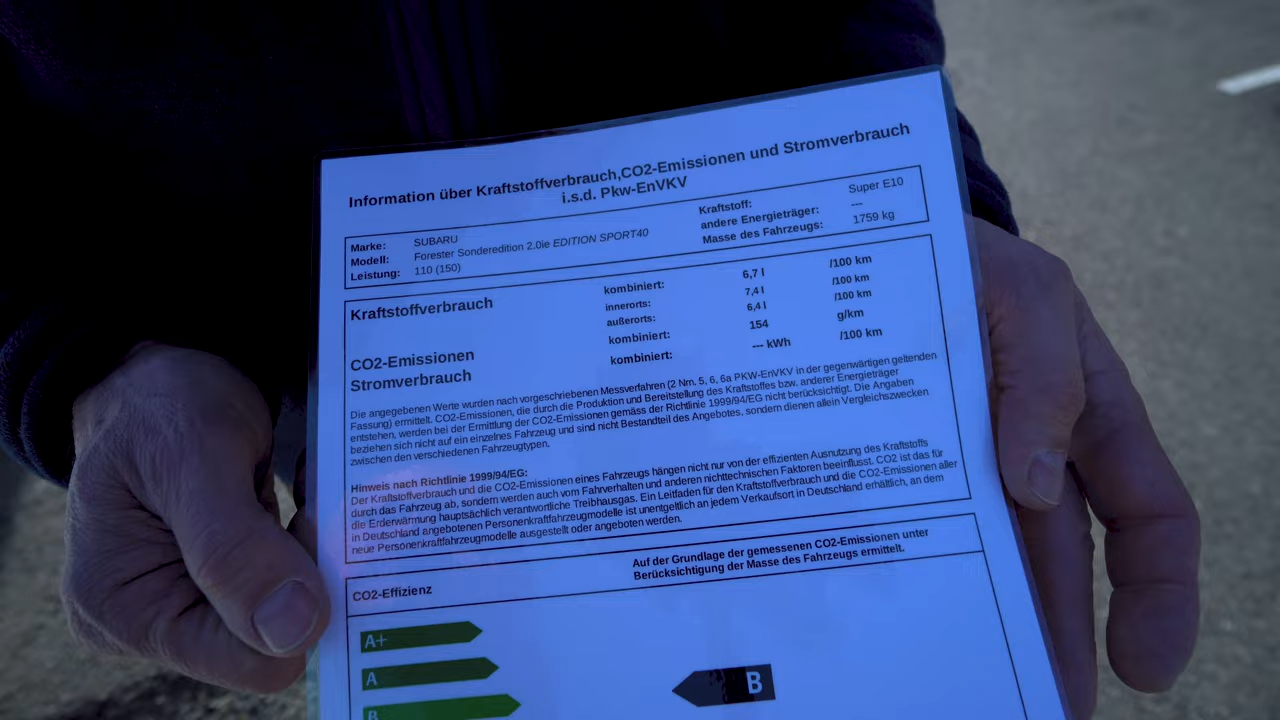 Information über Kraftstoffverbrauch,CO2-Emissionen und Stromverbrauch
i.s.d. Pkw-EnVKV
Marke: SUBARU
Modell: Forester Sonderedition 2.0ie EDITION SPORT40
Leistung: 110 (150)
Kraftstoff: Super E10
andere Energieträger: ---
Masse des Fahrzeugs: 1759 kg
Kraftstoffverbrauch kombiniert: 6,7 l /100 km
innerorts: 7,4 l /100 km
außerorts: 6,4 l /100 km
CO2-Emissionen kombiniert: 154 g/km
Stromverbrauch kombiniert: --- kWh /100 km
Die angegebenen Werte wurden nach vorgeschriebenen Messverfahren (2 Nrn. 5, 6, 6a PKW-EnVKV in der gegenwärtigen geltenden
Fassung) ermittelt. CO2-Emissionen, die durch die Produktion und Bereitstellung des Kraftstoffes bzw. anderer Energieträger
entstehen, werden bei der Ermittlung der CO2-Emissionen gemäss der Richtlinie 1999/94/EG nicht berücksichtigt. Die Angaben
beziehen sich nicht auf ein einzelnes Fahrzeug und sind nicht Bestandteil des Angebotes, sondern dienen allein Vergleichszwecken
zwischen den verschiedenen Fahrzeugtypen.
Hinweis nach Richtlinie 1999/94/EG:
Der Kraftstoffverbrauch und die CO2-Emissionen eines Fahrzeugs hängen nicht nur von der effizienten Ausnutzung des Kraftstoffs
durch das Fahrzeug ab, sondern werden auch vom Fahrverhalten und anderen nichttechnischen Faktoren beeinflusst. CO2 ist das für
die Erderwärmung hauptsächlich verantwortliche Treibhausgas. Ein Leitfaden für den Kraftstoffverbrauch und die CO2-Emissionen aller
in Deutschland angebotenen Personenkraftfahrzeugmodelle ist unentgeltlich an jedem Verkaufsort in Deutschland erhältlich, an dem
neue Personenkraftfahrzeugmodelle ausgestellt oder angeboten werden.
CO2-Effizienz
Auf der Grundlage der gemessenen CO2-Emissionen unter
Berücksichtigung der Masse des Fahrzeugs ermittelt.
A+
A
B
B